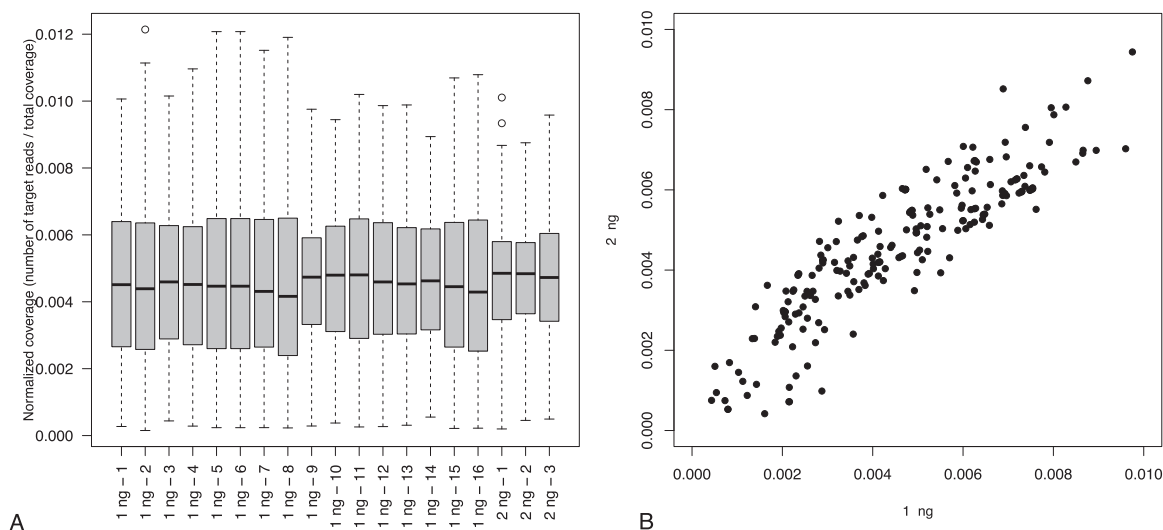 Normalized coverage (number of target reads / total coverage)
0.012
0.010
0.008
0.006
0.004
0.002
0.000
1 ng – 1
1 ng – 2
1 ng – 3
1 ng – 4
1 ng – 5
1 ng – 6
1 ng – 7
1 ng – 8
1 ng – 9
1 ng – 10
1 ng – 11
1 ng – 12
1 ng – 13
1 ng – 14
1 ng – 15
1 ng – 16
2 ng – 1
2 ng – 2
2 ng – 3
A
2 ng
0.010
0.008
0.006
0.004
0.002
0.000
0.000 0.002 0.004 0.006 0.008 0.010
1 ng
B